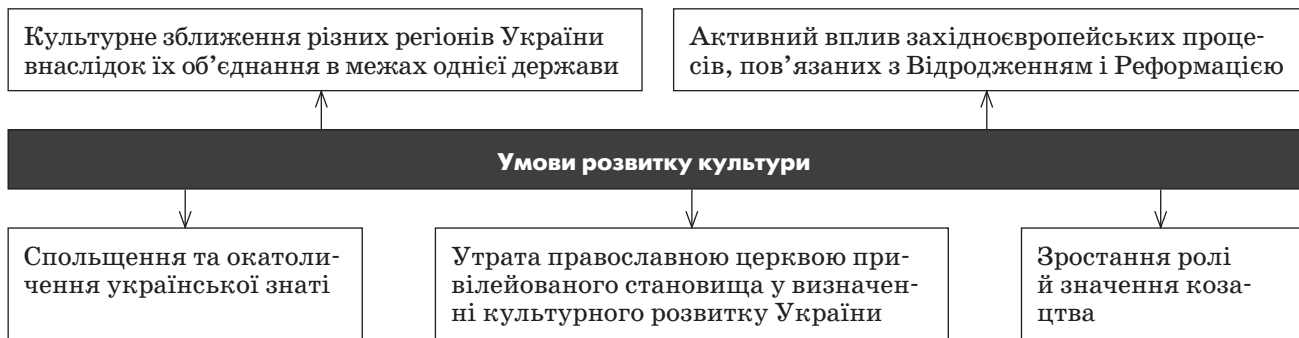 Культурне зближення різних регіонів України
внаслідок їх об’єднання в межах однієї держави
Активний вплив західноєвропейських проце-
сів, пов’язаних з Відродженням і Реформацією
Умови розвитку культури
Спольщення та окатоли-
чення української знаті
Утрата православною церквою при-
вілейованого становища у визначен-
ні культурного розвитку України
Зростання ролі
й значення коза-
цтва